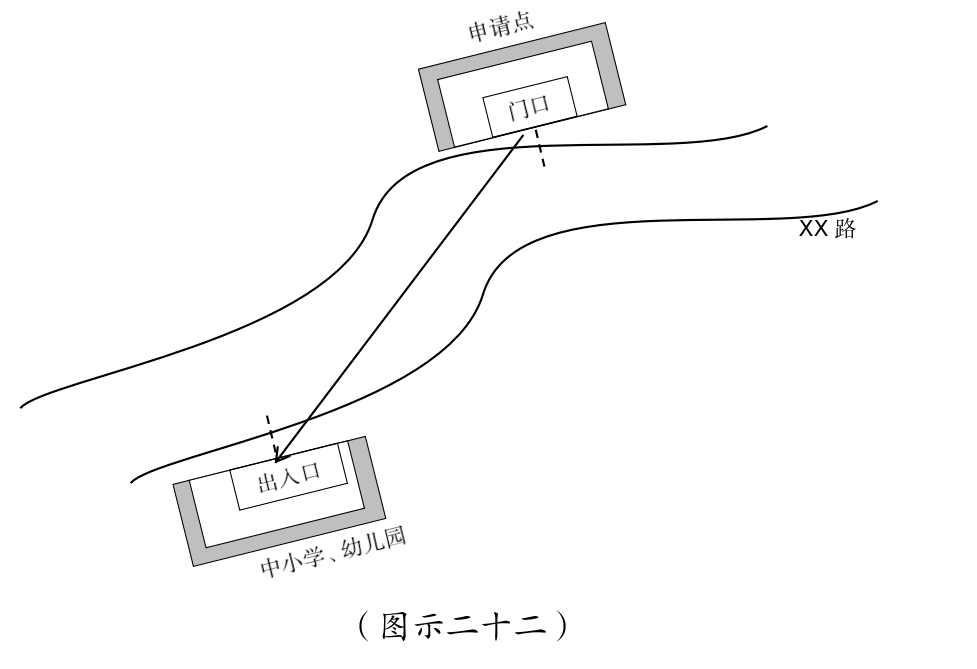 申请点
门口
XX 路
出入口
中小学、幼儿园
（图示二十二）